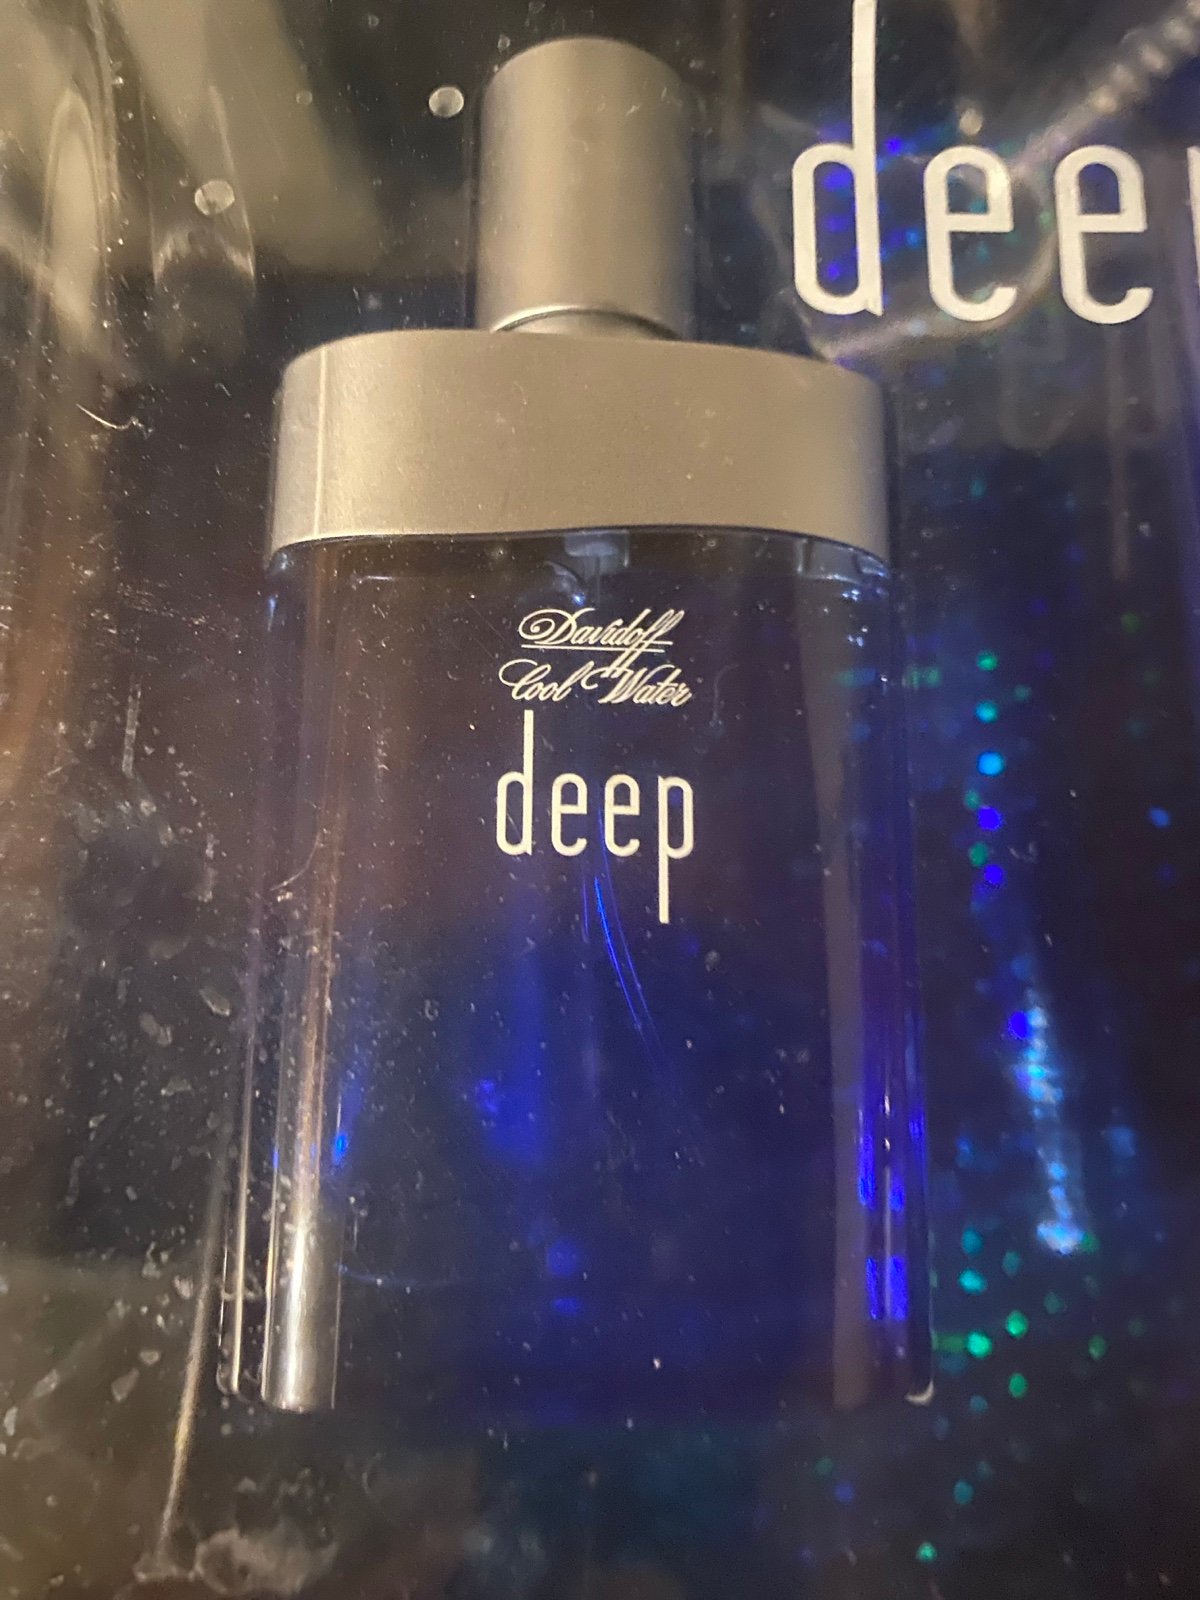 dee
Davidoff
Cool Water
deep